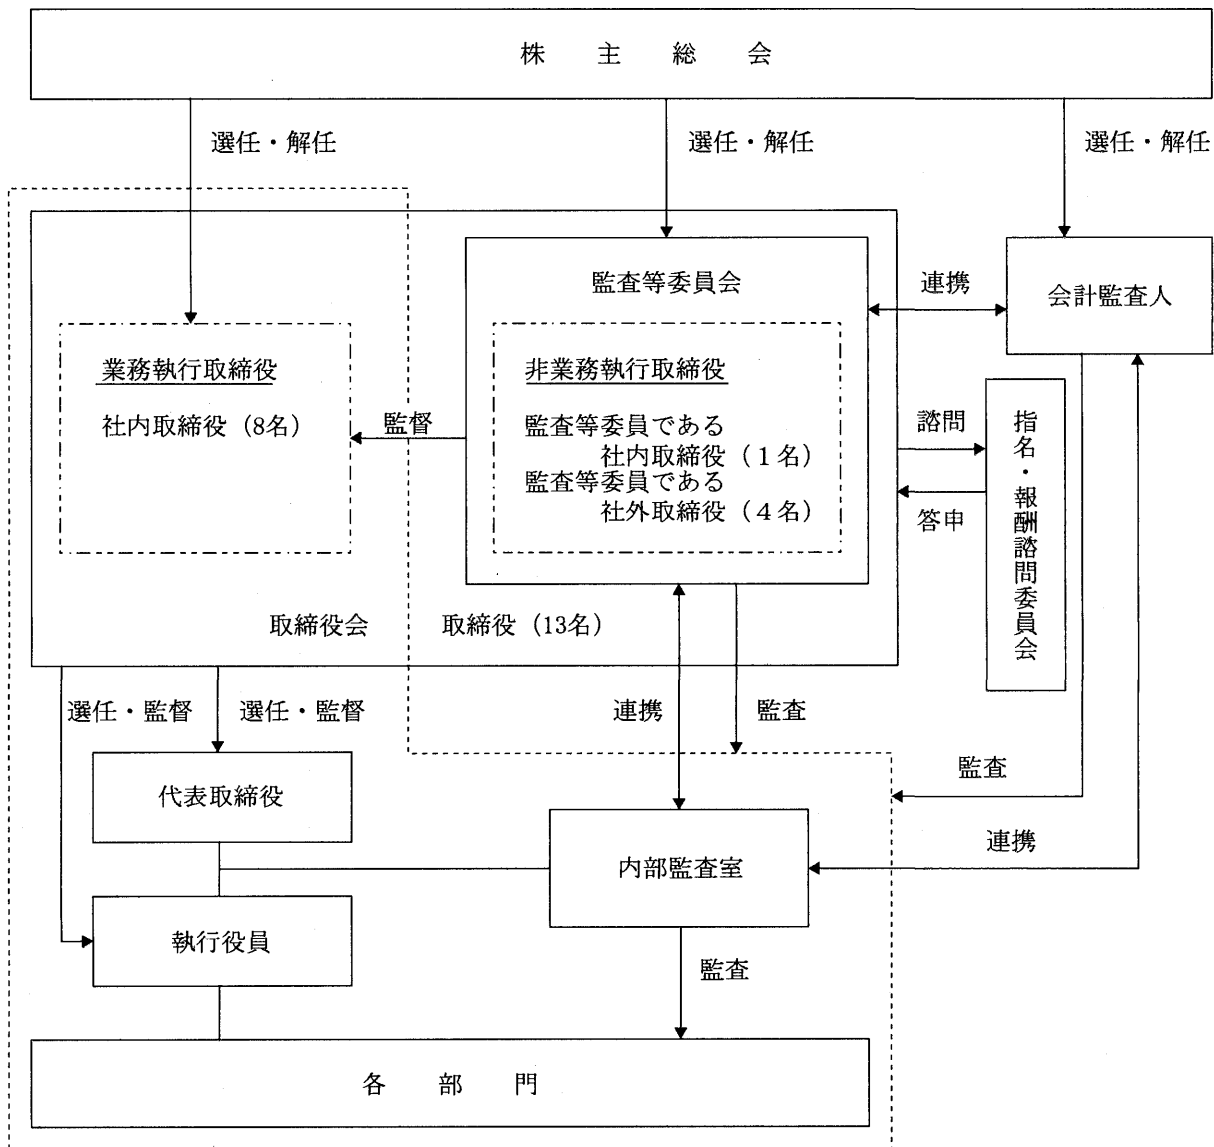 株主総会
選任・解任
選任・解任
選任・解任
監査等委員会
連携
会計監査人
業務執行取締役
社内取締役（8名）
監督
非業務執行取締役
監査等委員である
社内取締役（１名）
監査等委員である
社外取締役（４名）
諮問
答申
指名・報酬諮問委員会
取締役会
取締役（13名）
選任・監督
選任・監督
連携
監査
代表取締役
監査
連携
内部監査室
執行役員
監査
各部門